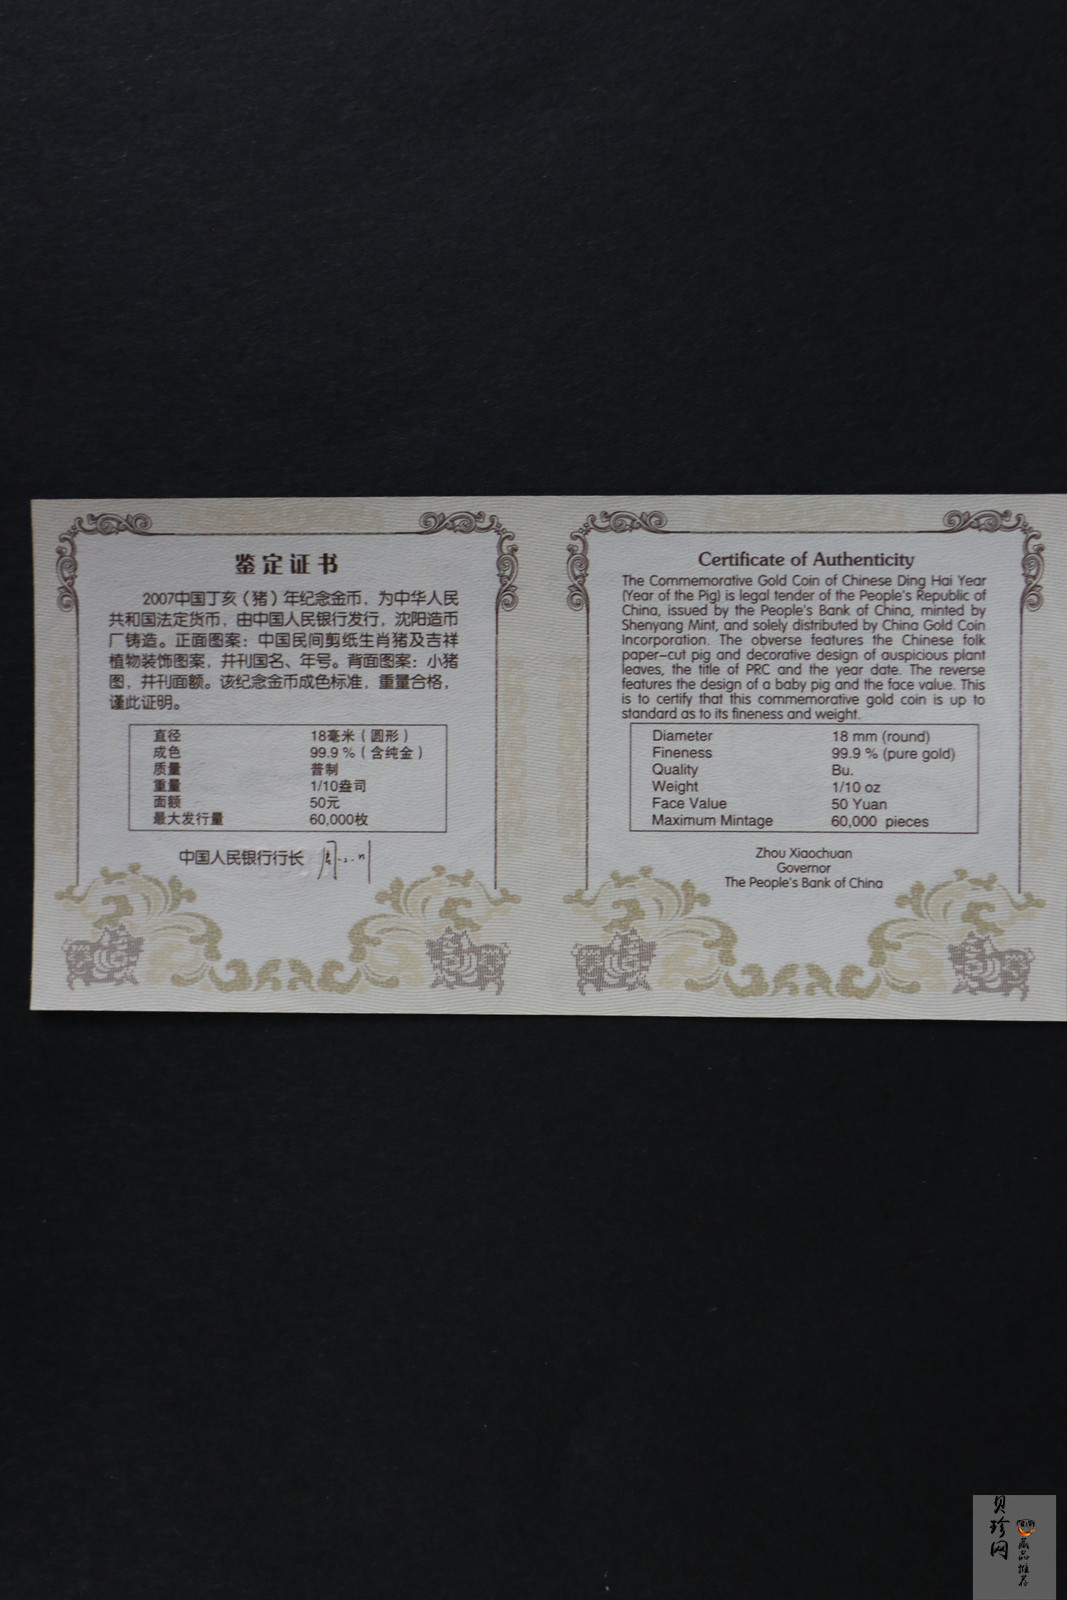 鉴定证书
2007中国丁亥（猪）年纪念金币，为中华人民
共和国法定货币，由中国人民银行发行，沈阳造币
厂铸造。正面图案：中国民间剪纸生肖猪及吉祥
植物装饰图案，并刊国名、年号。背面图案：小猪
图，并刊面额。该纪念金币成色标准，重量合格，
谨此证明。
直径 18毫米（圆形）
成色 99.9％（含纯金）
质量 普制
重量 1/10盎司
面额 50元
最大发行量 60,000枚
中国人民银行行长
Certificate of Authenticity
The Commemorative Gold Coin of Chinese Ding Hai Year
(Year of the Pig) is legal tender of the People's Republic of
China, issued by the People's Bank of China, minted by
Shenyang Mint, and solely distributed by China Gold Coin
Incorporation. The obverse features the Chinese folk
paper-cut pig and decorative design of auspicious plant
leaves, the title of PRC and the year date. The reverse
features the design of a baby pig and the face value. This
is to certify that this commemorative gold coin is up to
standard as to its fineness and weight.
Diameter 18 mm (round)
Fineness 99.9 % (pure gold)
Quality Bu.
Weight 1/10 oz
Face Value 50 Yuan
Maximum Mintage 60,000 pieces
Zhou Xiaochuan
Governor
The People's Bank of China
贝珍网
藏品推荐